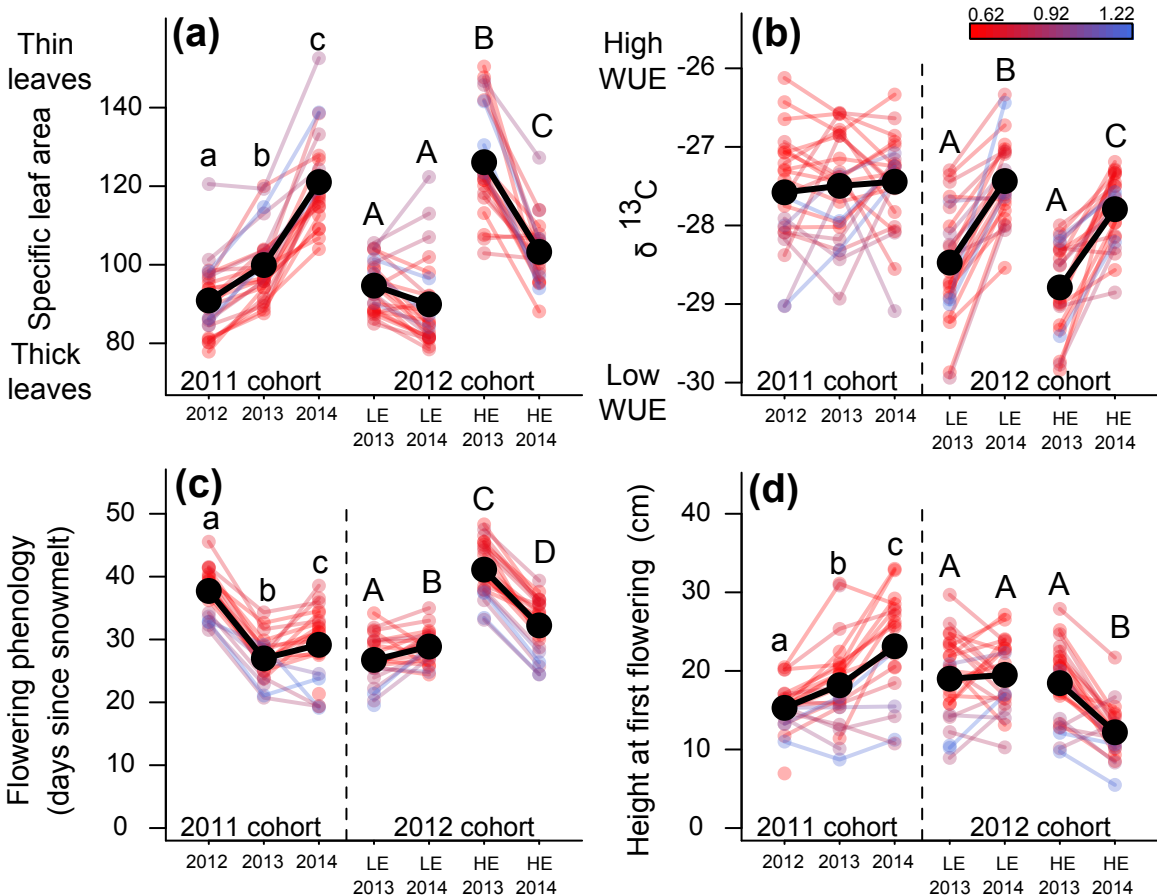 (a)
Thin
leaves
Specific leaf area
Thick
leaves
140
120
100
80
a
b
c
A
A
B
C
2011 cohort
2012 cohort
2012
2013
2014
LE
2013
LE
2014
HE
2013
HE
2014
(b)
0.62
0.92
1.22
High
WUE
δ 13C
Low
WUE
-26
-27
-28
-29
-30
A
B
A
C
2011 cohort
2012 cohort
2012
2013
2014
LE
2013
LE
2014
HE
2013
HE
2014
(c)
Flowering phenology
(days since snowmelt)
50
40
30
20
10
0
a
b
c
A
B
C
D
2011 cohort
2012 cohort
2012
2013
2014
LE
2013
LE
2014
HE
2013
HE
2014
(d)
Height at first flowering (cm)
40
30
20
10
0
a
b
c
A
A
A
B
2011 cohort
2012 cohort
2012
2013
2014
LE
2013
LE
2014
HE
2013
HE
2014